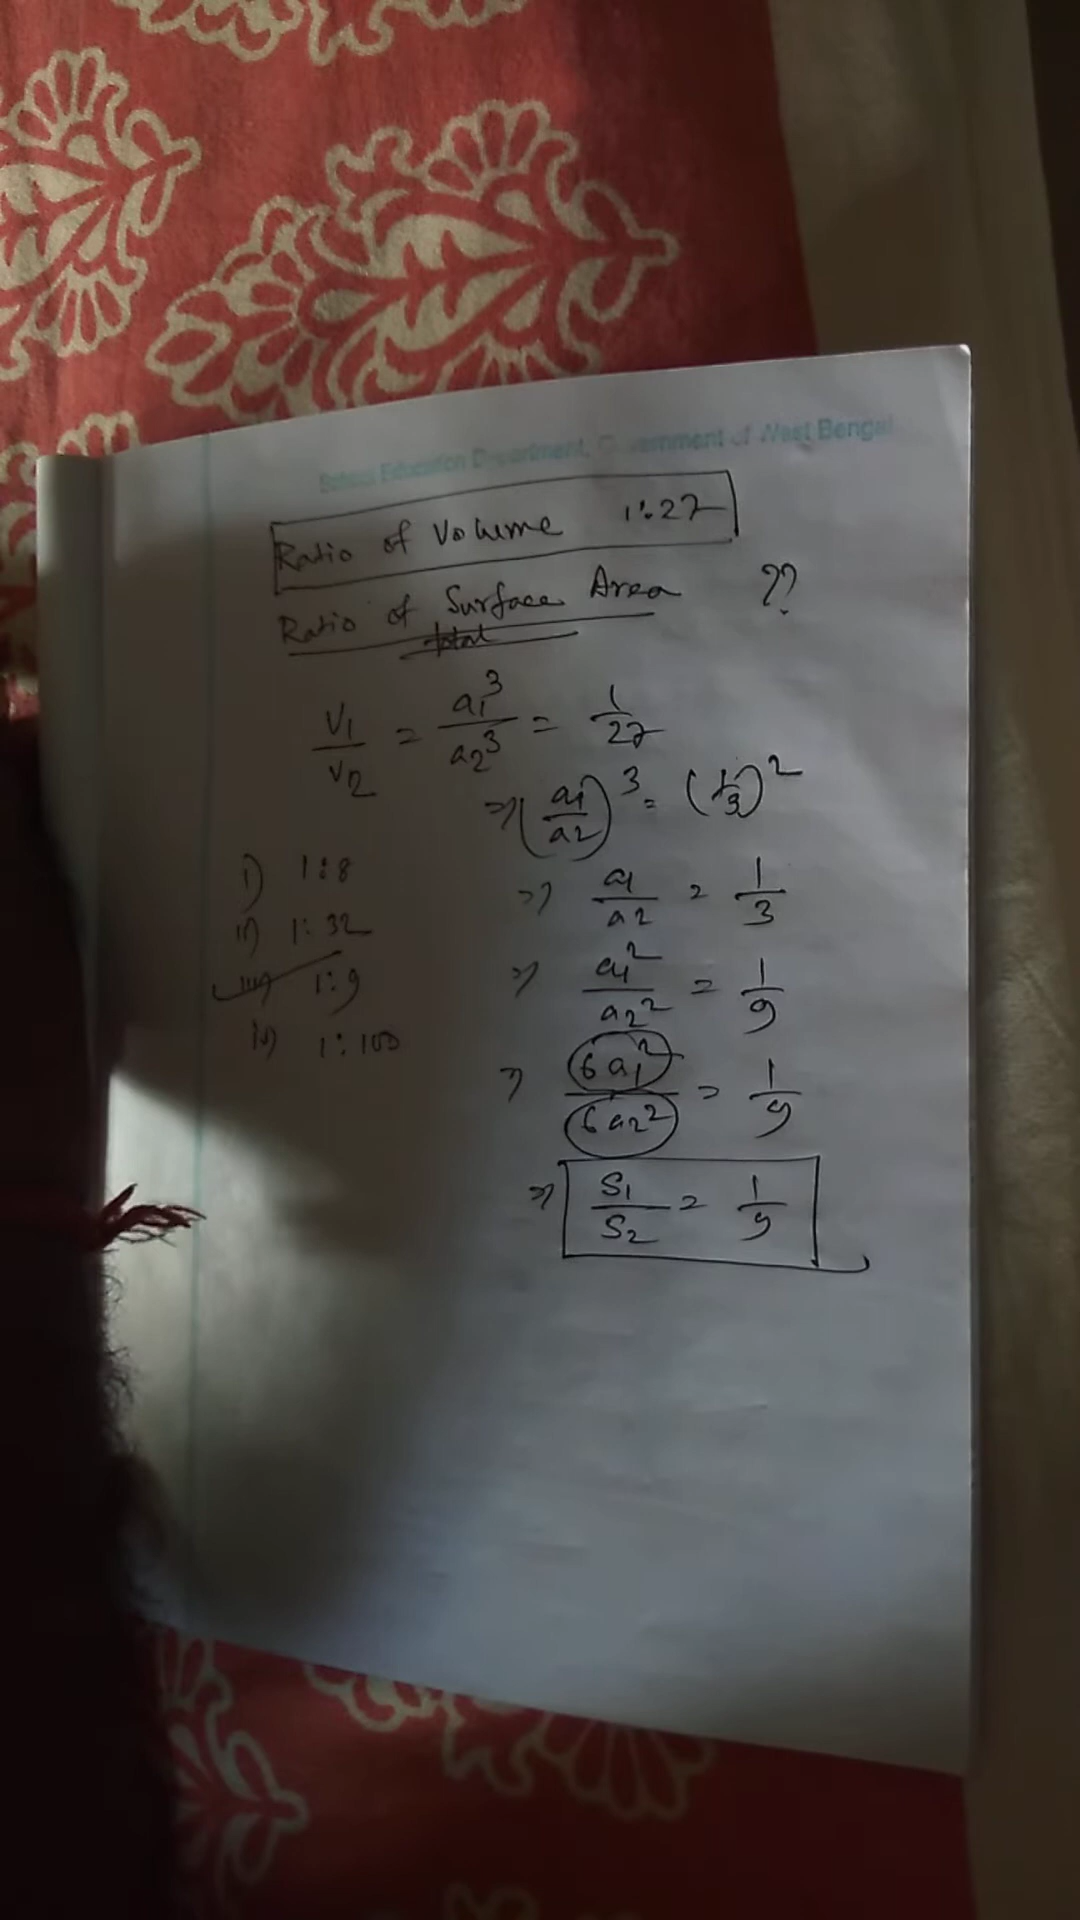 School Education Department, Government of West Bengal
Ratio of Volume 1:27
Ratio of Surface Area ??
total
V1/V2 = a1³/a2³ = 1/27
⇒ (a1/a2)³ = (1/3)²
i) 1:8
⇒ a1/a2 = 1/3
ii) 1:32
iii) 1:9
⇒ a1²/a2² = 1/9
iv) 1:100
⇒ 6a1²/6a2² = 1/9
⇒ S1/S2 = 1/9